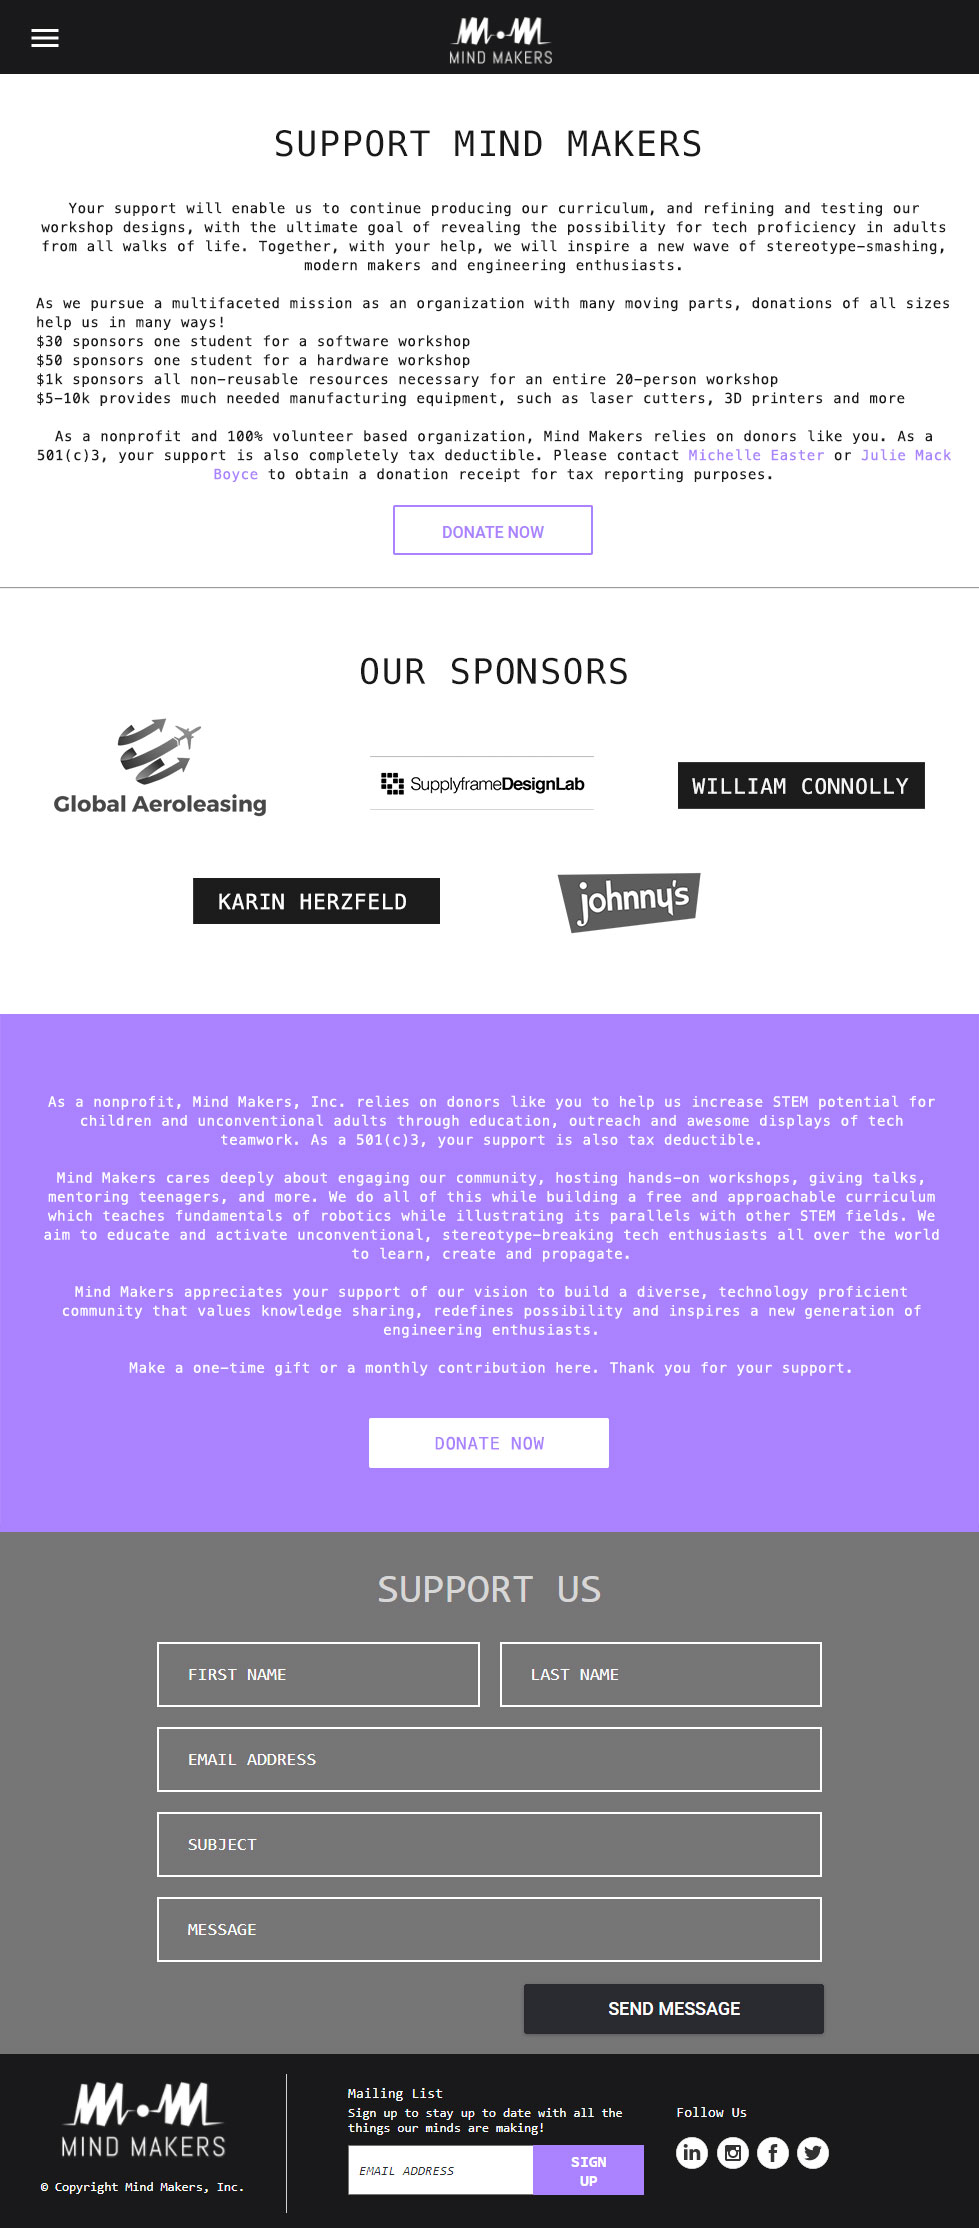 MIND MAKERS
SUPPORT MIND MAKERS
Your support will enable us to continue producing our curriculum, and refining and testing our
workshop designs, with the ultimate goal of revealing the possibility for tech proficiency in adults
from all walks of life. Together, with your help, we will inspire a new wave of stereotype-smashing,
modern makers and engineering enthusiasts.
As we pursue a multifaceted mission as an organization with many moving parts, donations of all sizes
help us in many ways!
$30 sponsors one student for a software workshop
$50 sponsors one student for a hardware workshop
$1k sponsors all non-reusable resources necessary for an entire 20-person workshop
$5-10k provides much needed manufacturing equipment, such as laser cutters, 3D printers and more
As a nonprofit and 100% volunteer based organization, Mind Makers relies on donors like you. As a
501(c)3, your support is also completely tax deductible. Please contact Michelle Easter or Julie Mack
Boyce to obtain a donation receipt for tax reporting purposes.
DONATE NOW
OUR SPONSORS
Global Aeroleasing
SupplyframeDesignLab
WILLIAM CONNOLLY
KARIN HERZFELD
johnny's
As a nonprofit, Mind Makers, Inc. relies on donors like you to help us increase STEM potential for
children and unconventional adults through education, outreach and awesome displays of tech
teamwork. As a 501(c)3, your support is also tax deductible.
Mind Makers cares deeply about engaging our community, hosting hands-on workshops, giving talks,
mentoring teenagers, and more. We do all of this while building a free and approachable curriculum
which teaches fundamentals of robotics while illustrating its parallels with other STEM fields. We
aim to educate and activate unconventional, stereotype-breaking tech enthusiasts all over the world
to learn, create and propagate.
Mind Makers appreciates your support of our vision to build a diverse, technology proficient
community that values knowledge sharing, redefines possibility and inspires a new generation of
engineering enthusiasts.
Make a one-time gift or a monthly contribution here. Thank you for your support.
DONATE NOW
SUPPORT US
FIRST NAME
LAST NAME
EMAIL ADDRESS
SUBJECT
MESSAGE
SEND MESSAGE
MIND MAKERS
© Copyright Mind Makers, Inc.
Mailing List
Sign up to stay up to date with all the
things our minds are making!
EMAIL ADDRESS
SIGN
UP
Follow Us